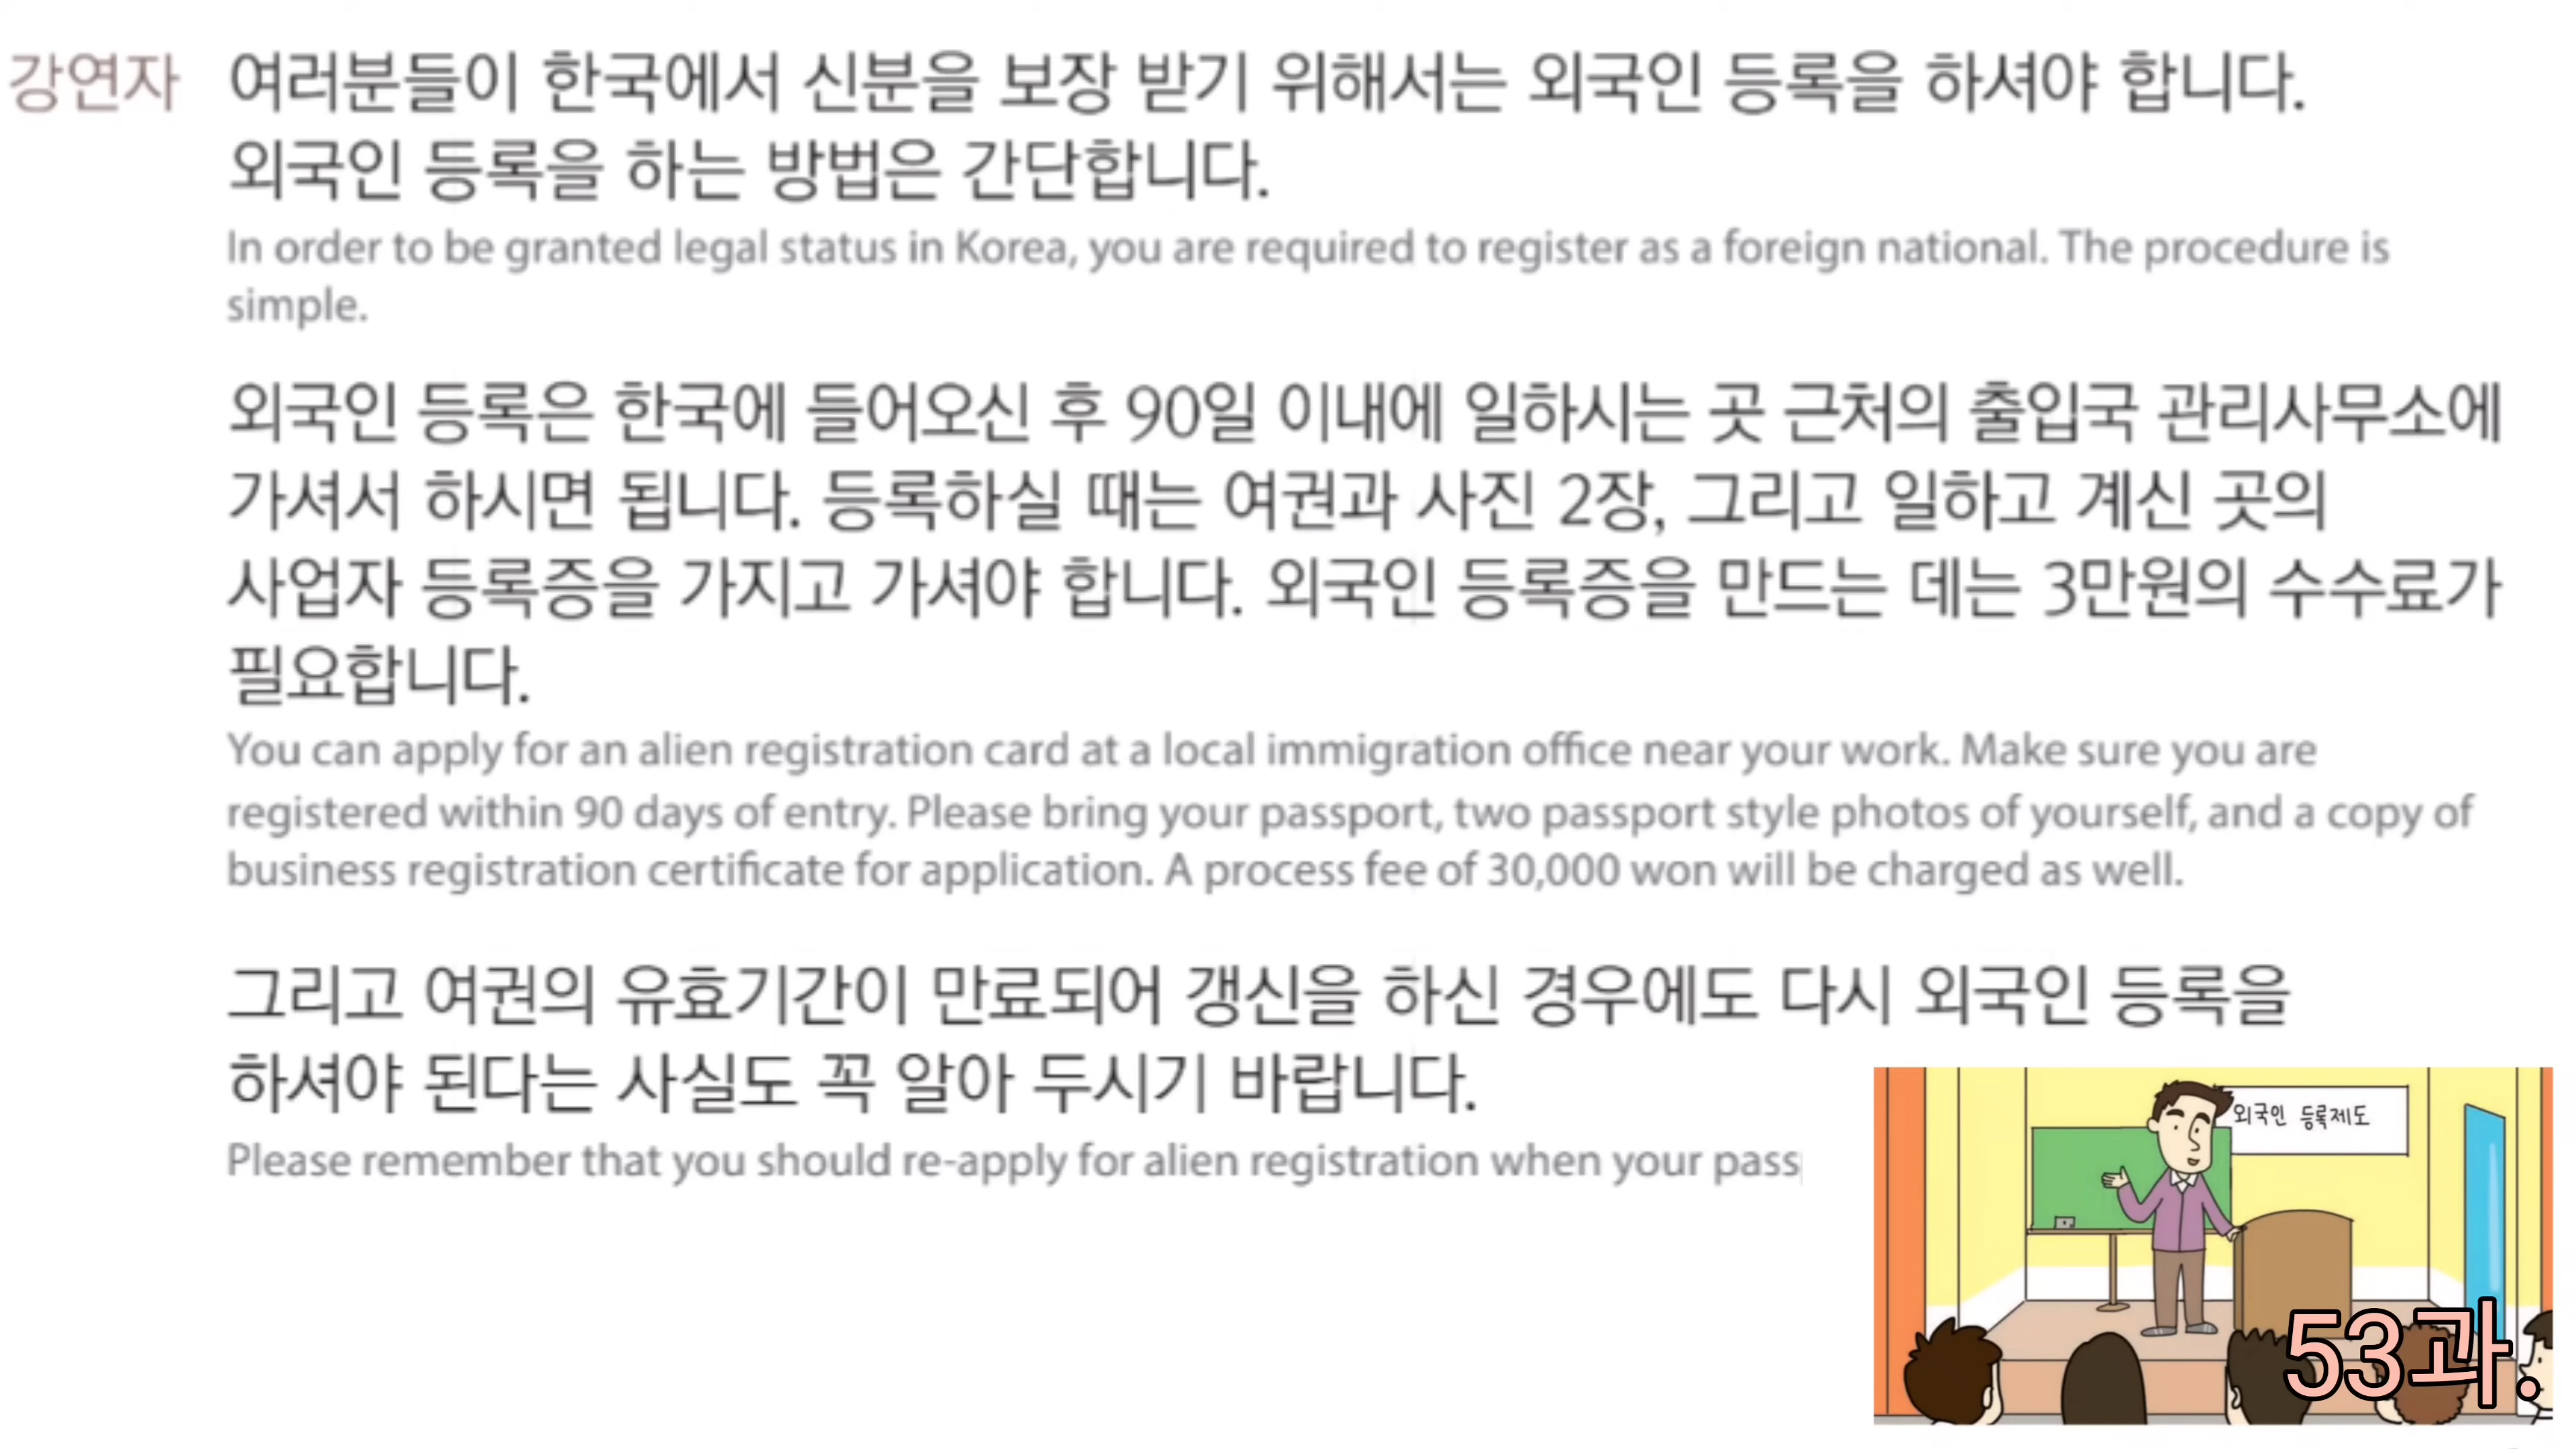 강연자 여러분들이 한국에서 신분을 보장 받기 위해서는 외국인 등록을 하셔야 합니다.
외국인 등록을 하는 방법은 간단합니다.
In order to be granted legal status in Korea, you are required to register as a foreign national. The procedure is
simple.
외국인 등록은 한국에 들어오신 후 90일 이내에 일하시는 곳 근처의 출입국 관리사무소에
가셔서 하시면 됩니다. 등록하실 때는 여권과 사진 2장, 그리고 일하고 계신 곳의
사업자 등록증을 가지고 가셔야 합니다. 외국인 등록증을 만드는 데는 3만원의 수수료가
필요합니다.
You can apply for an alien registration card at a local immigration office near your work. Make sure you are
registered within 90 days of entry. Please bring your passport, two passport style photos of yourself, and a copy of
business registration certificate for application. A process fee of 30,000 won will be charged as well.
그리고 여권의 유효기간이 만료되어 갱신을 하신 경우에도 다시 외국인 등록을
하셔야 된다는 사실도 꼭 알아 두시기 바랍니다.
Please remember that you should re-apply for alien registration when your pass
외국인 등록제도
53과.